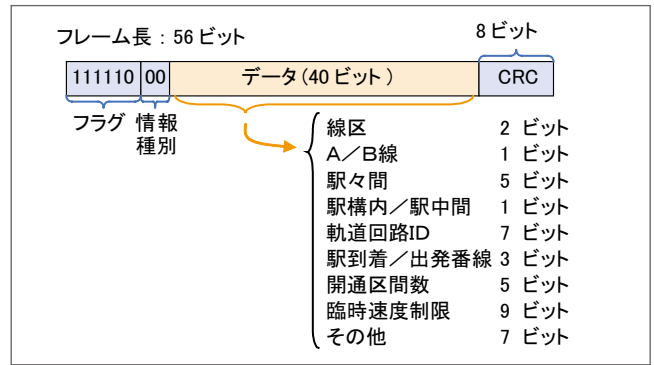 フレーム長：56ビット
8ビット
111110 00 データ(40ビット) CRC
フラグ 情報種別
線区 2 ビット
A／B線 1 ビット
駅々間 5 ビット
駅構内／駅中間 1 ビット
軌道回路ID 7 ビット
駅到着／出発番線 3 ビット
開通区間数 5 ビット
臨時速度制限 9 ビット
その他 7 ビット